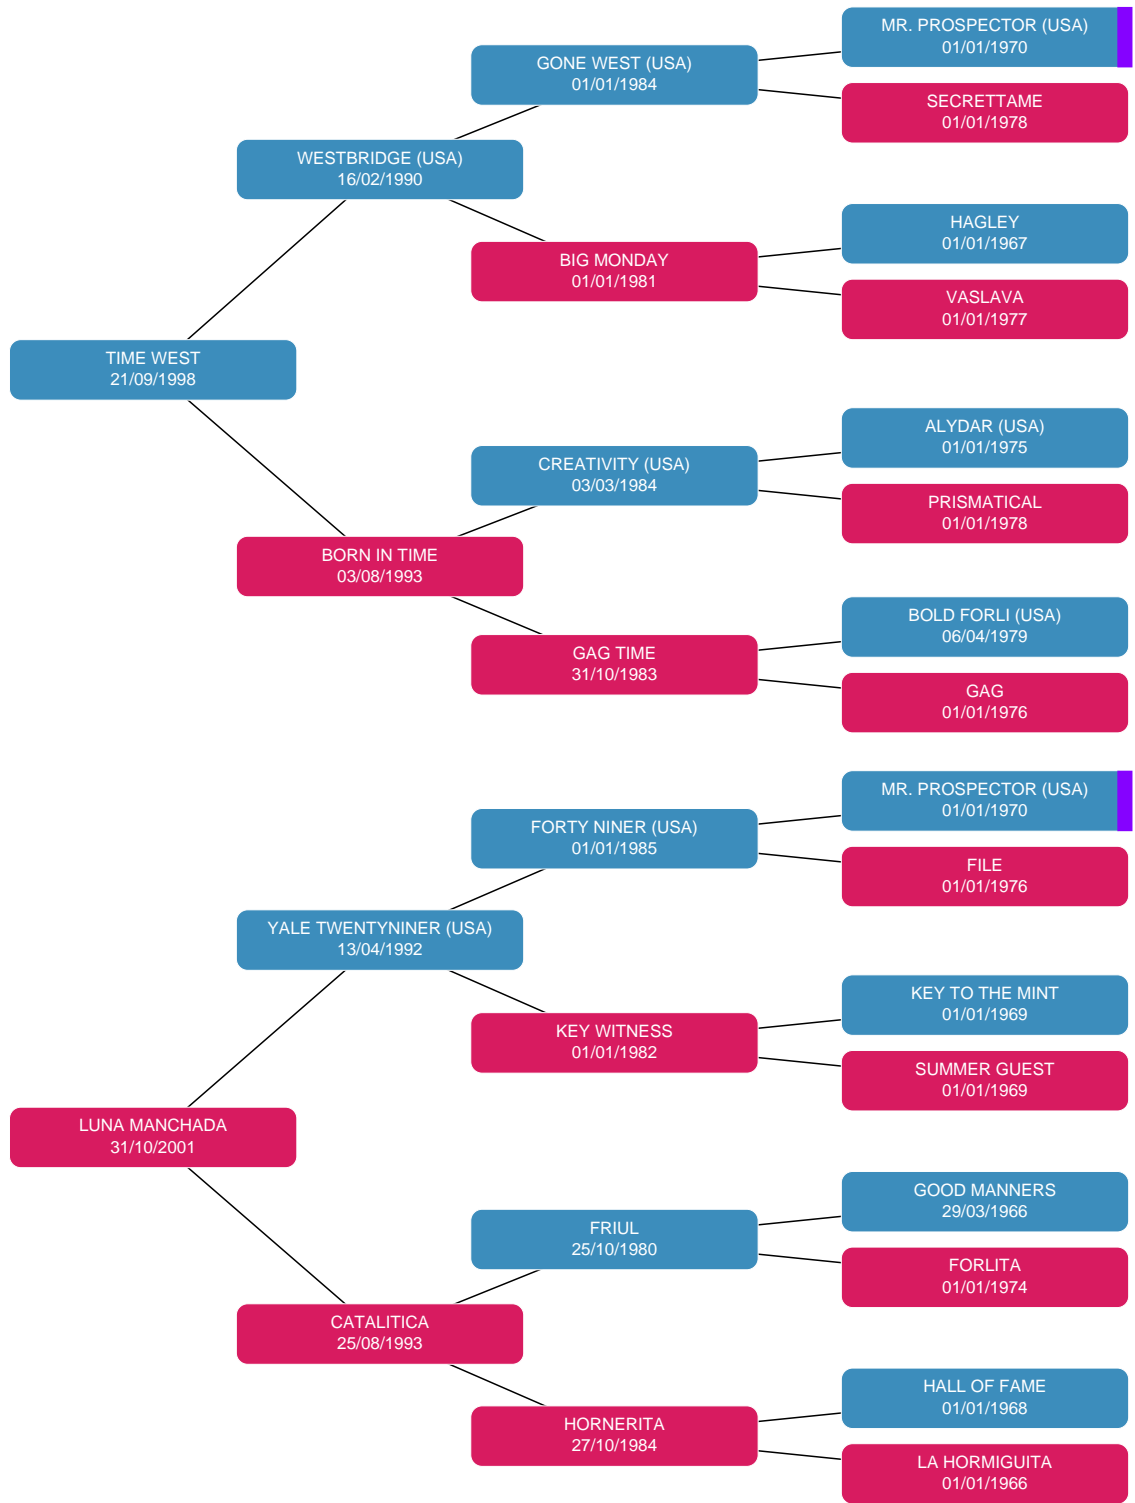 MR. PROSPECTOR (USA)
01/01/1970
GONE WEST (USA)
01/01/1984
SECRETTAME
01/01/1978
WESTBRIDGE (USA)
16/02/1990
HAGLEY
01/01/1967
BIG MONDAY
01/01/1981
VASLAVA
01/01/1977
TIME WEST
21/09/1998
ALYDAR (USA)
01/01/1975
CREATIVITY (USA)
03/03/1984
PRISMATICAL
01/01/1978
BORN IN TIME
03/08/1993
BOLD FORLI (USA)
06/04/1979
GAG TIME
31/10/1983
GAG
01/01/1976
MR. PROSPECTOR (USA)
01/01/1970
FORTY NINER (USA)
01/01/1985
FILE
01/01/1976
YALE TWENTYNINER (USA)
13/04/1992
KEY TO THE MINT
01/01/1969
KEY WITNESS
01/01/1982
SUMMER GUEST
01/01/1969
LUNA MANCHADA
31/10/2001
GOOD MANNERS
29/03/1966
FRIUL
25/10/1980
FORLITA
01/01/1974
CATALITICA
25/08/1993
HALL OF FAME
01/01/1968
HORNERITA
27/10/1984
LA HORMIGUITA
01/01/1966